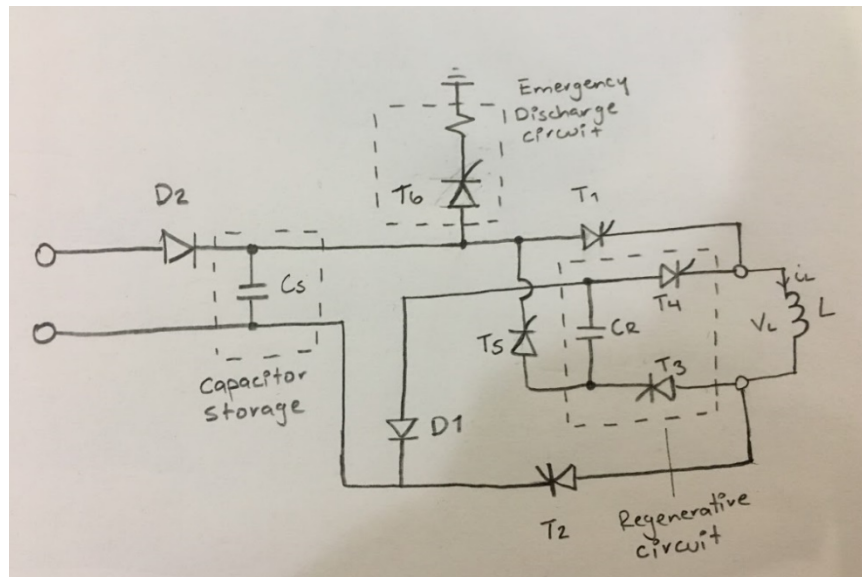 Emergency
Discharge
circuit
D2
T6
T1
Cs
iL
T4
L
VL
T5
CR
T3
capacitor
storage
D1
T2
Regenerative
circuit